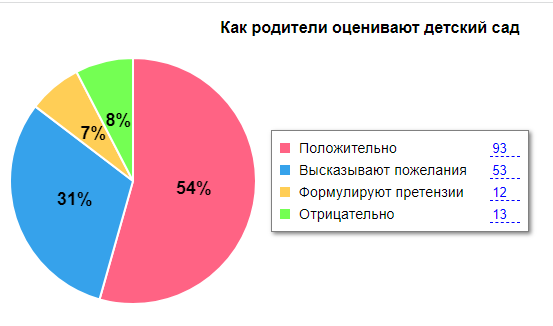 Как родители оценивают детский сад
8%
7%
31%
54%
Положительно 93
Высказывают пожелания 53
Формулируют претензии 12
Отрицательно 13